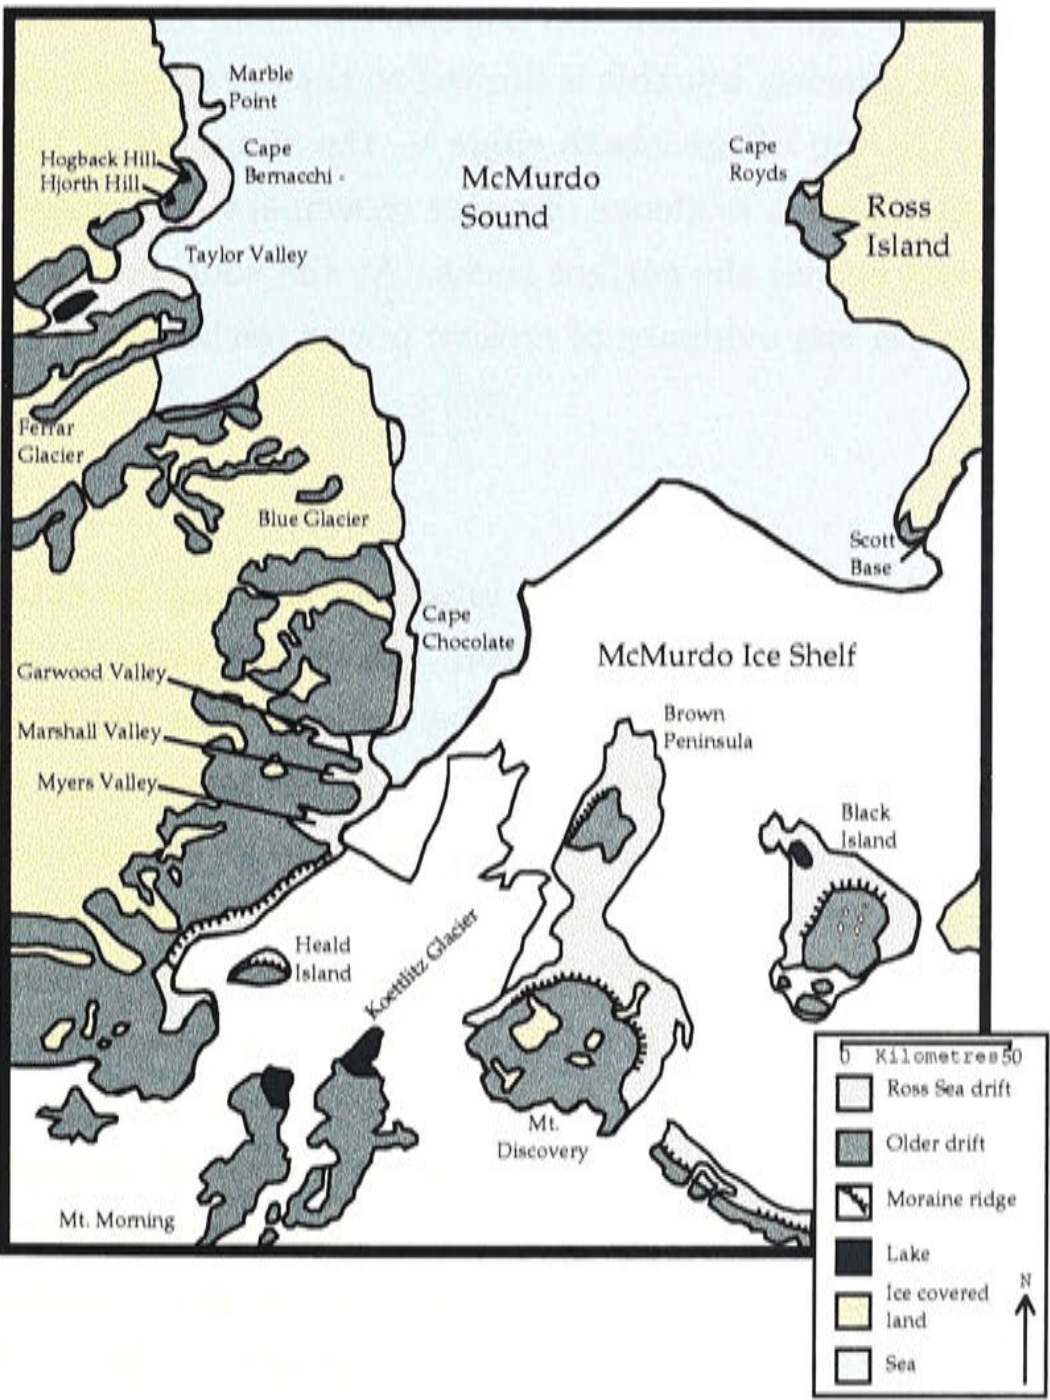 Marble
Point
Hogback Hill
Hjorth Hill
Cape
Bernacchi
McMurdo
Sound
Cape
Royds
Ross
Island
Taylor Valley
Ferrar
Glacier
Blue Glacier
Scott
Base
Cape
Chocolate
McMurdo Ice Shelf
Garwood Valley
Marshall Valley
Myers Valley
Brown
Peninsula
Black
Island
Heald
Island
Koettlitz Glacier
Mt.
Discovery
Mt. Morning
0 Kilometres 50
Ross Sea drift
Older drift
Moraine ridge
Lake
Ice covered
land
Sea
N